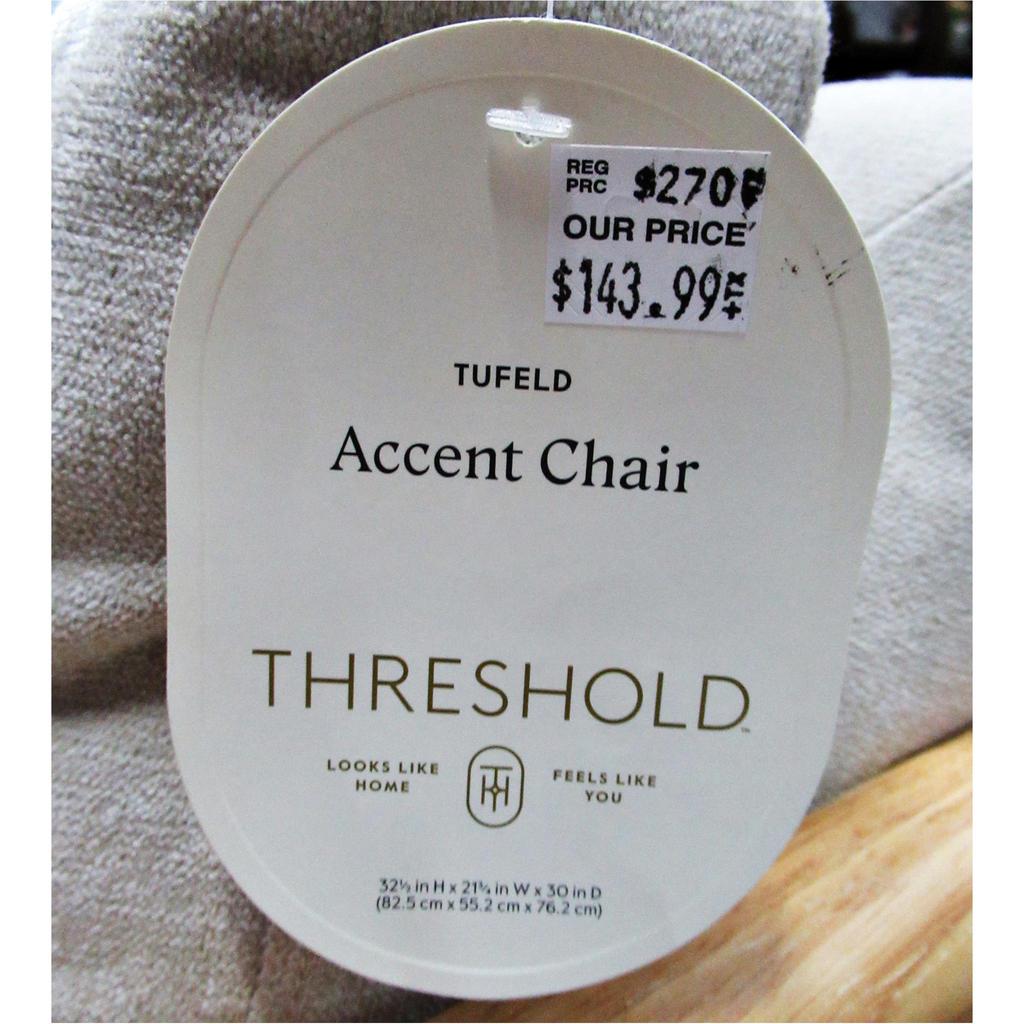 REG PRC $270
OUR PRICE
$143.99
TUFELD
Accent Chair
THRESHOLD™
LOOKS LIKE HOME
FEELS LIKE YOU
32½ in H x 21¾ in W x 30 in D
(82.5 cm x 55.2 cm x 76.2 cm)